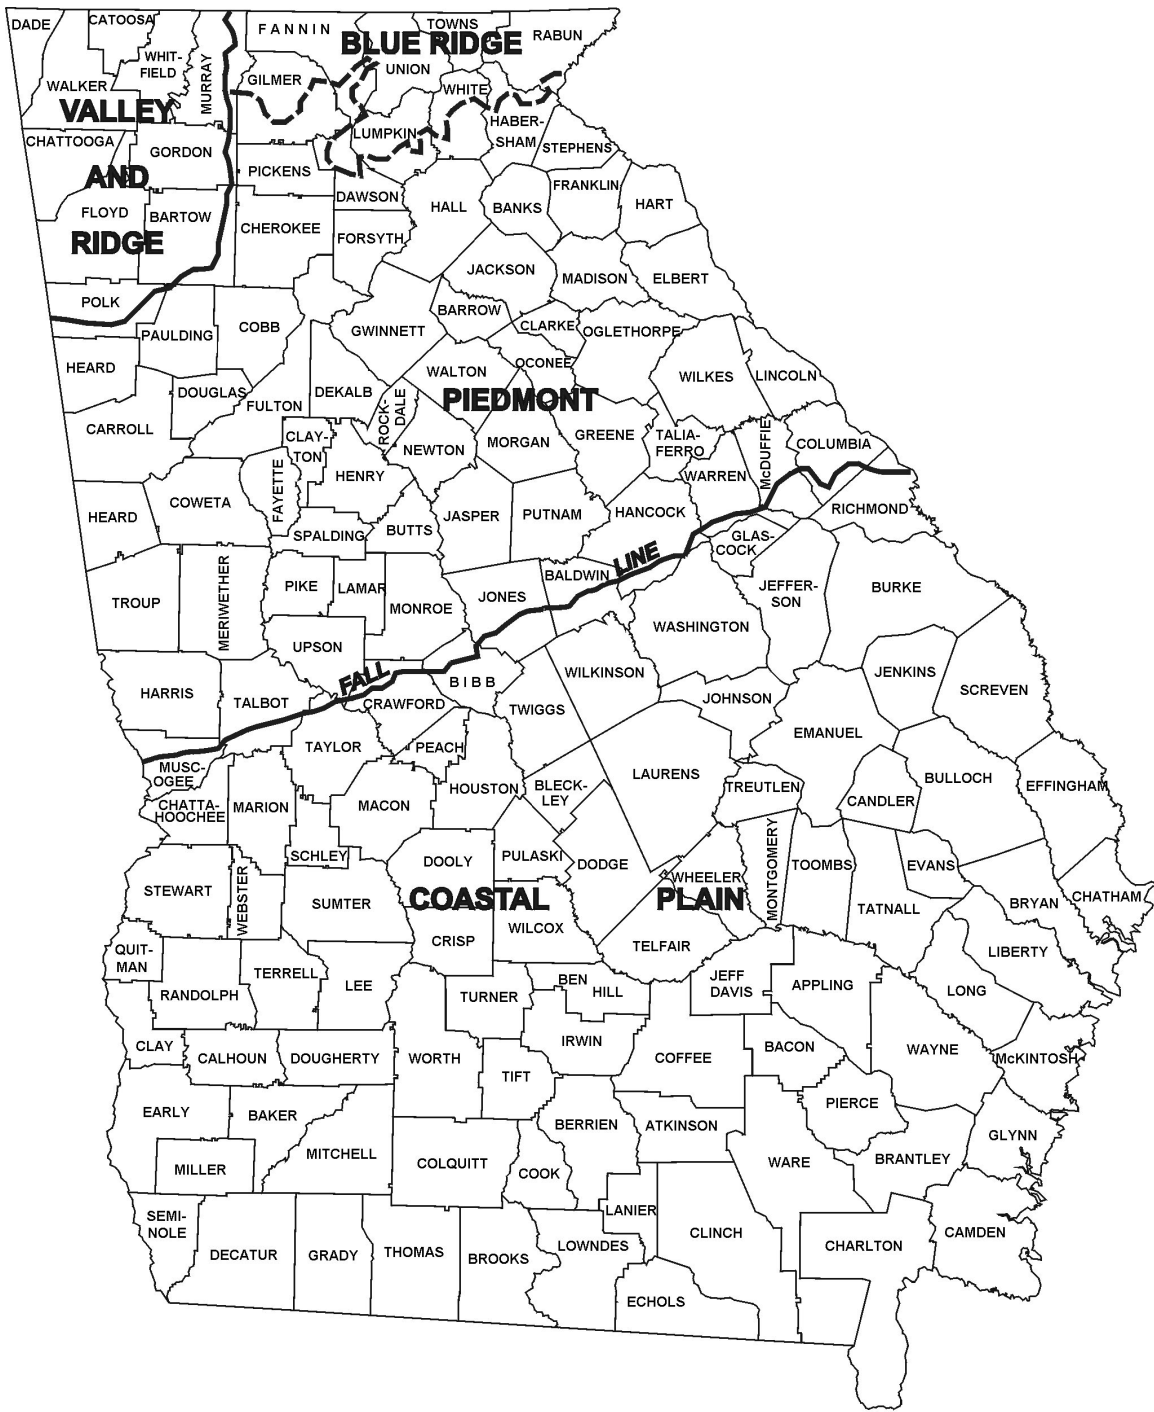 DADE
CATOOSA
FANNIN
TOWNS
RABUN
BLUE RIDGE
WHIT-
FIELD
UNION
MURRAY
GILMER
WALKER
WHITE
VALLEY
HABER-
SHAM
LUMPKIN
CHATTOOGA
GORDON
STEPHENS
PICKENS
AND
FRANKLIN
DAWSON
HALL
BANKS
HART
FLOYD
BARTOW
CHEROKEE
FORSYTH
RIDGE
JACKSON
MADISON
ELBERT
POLK
BARROW
COBB
GWINNETT
CLARKE
OGLETHORPE
PAULDING
HEARD
WALTON
OCONEE
WILKES
LINCOLN
DOUGLAS
DEKALB
PIEDMONT
FULTON
ROCK-
DALE
CARROLL
CLAY-
TON
NEWTON
MORGAN
GREENE
TALIA-
FERRO
McDUFFIE
COLUMBIA
FAYETTE
HENRY
WARREN
COWETA
HEARD
JASPER
PUTNAM
HANCOCK
RICHMOND
SPALDING
BUTTS
GLAS-
COCK
LINE
BALDWIN
PIKE
LAMAR
JONES
JEFFER-
SON
BURKE
TROUP
MERIWETHER
MONROE
WASHINGTON
UPSON
FALL
BIBB
WILKINSON
JENKINS
HARRIS
TALBOT
CRAWFORD
TWIGGS
JOHNSON
SCREVEN
TAYLOR
PEACH
EMANUEL
MUSC-
OGEE
LAURENS
BULLOCH
EFFINGHAM
CHATTA-
HOOCHEE
MARION
MACON
HOUSTON
BLECK-
LEY
TREUTLEN
CANDLER
SCHLEY
DOOLY
PULASKI
DODGE
WHEELER
MONTGOMERY
TOOMBS
EVANS
STEWART
WEBSTER
SUMTER
COASTAL
PLAIN
TATTNALL
BRYAN
CHATHAM
WILCOX
CRISP
TELFAIR
LIBERTY
QUIT-
MAN
TERRELL
LEE
RANDOLPH
TURNER
BEN
HILL
JEFF
DAVIS
APPLING
LONG
CLAY
CALHOUN
DOUGHERTY
WORTH
IRWIN
COFFEE
BACON
WAYNE
McKINTOSH
TIFT
EARLY
BAKER
BERRIEN
ATKINSON
PIERCE
GLYNN
MILLER
MITCHELL
COLQUITT
COOK
WARE
BRANTLEY
SEMI-
NOLE
LANIER
CLINCH
CAMDEN
DECATUR
GRADY
THOMAS
BROOKS
LOWNDES
CHARLTON
ECHOLS